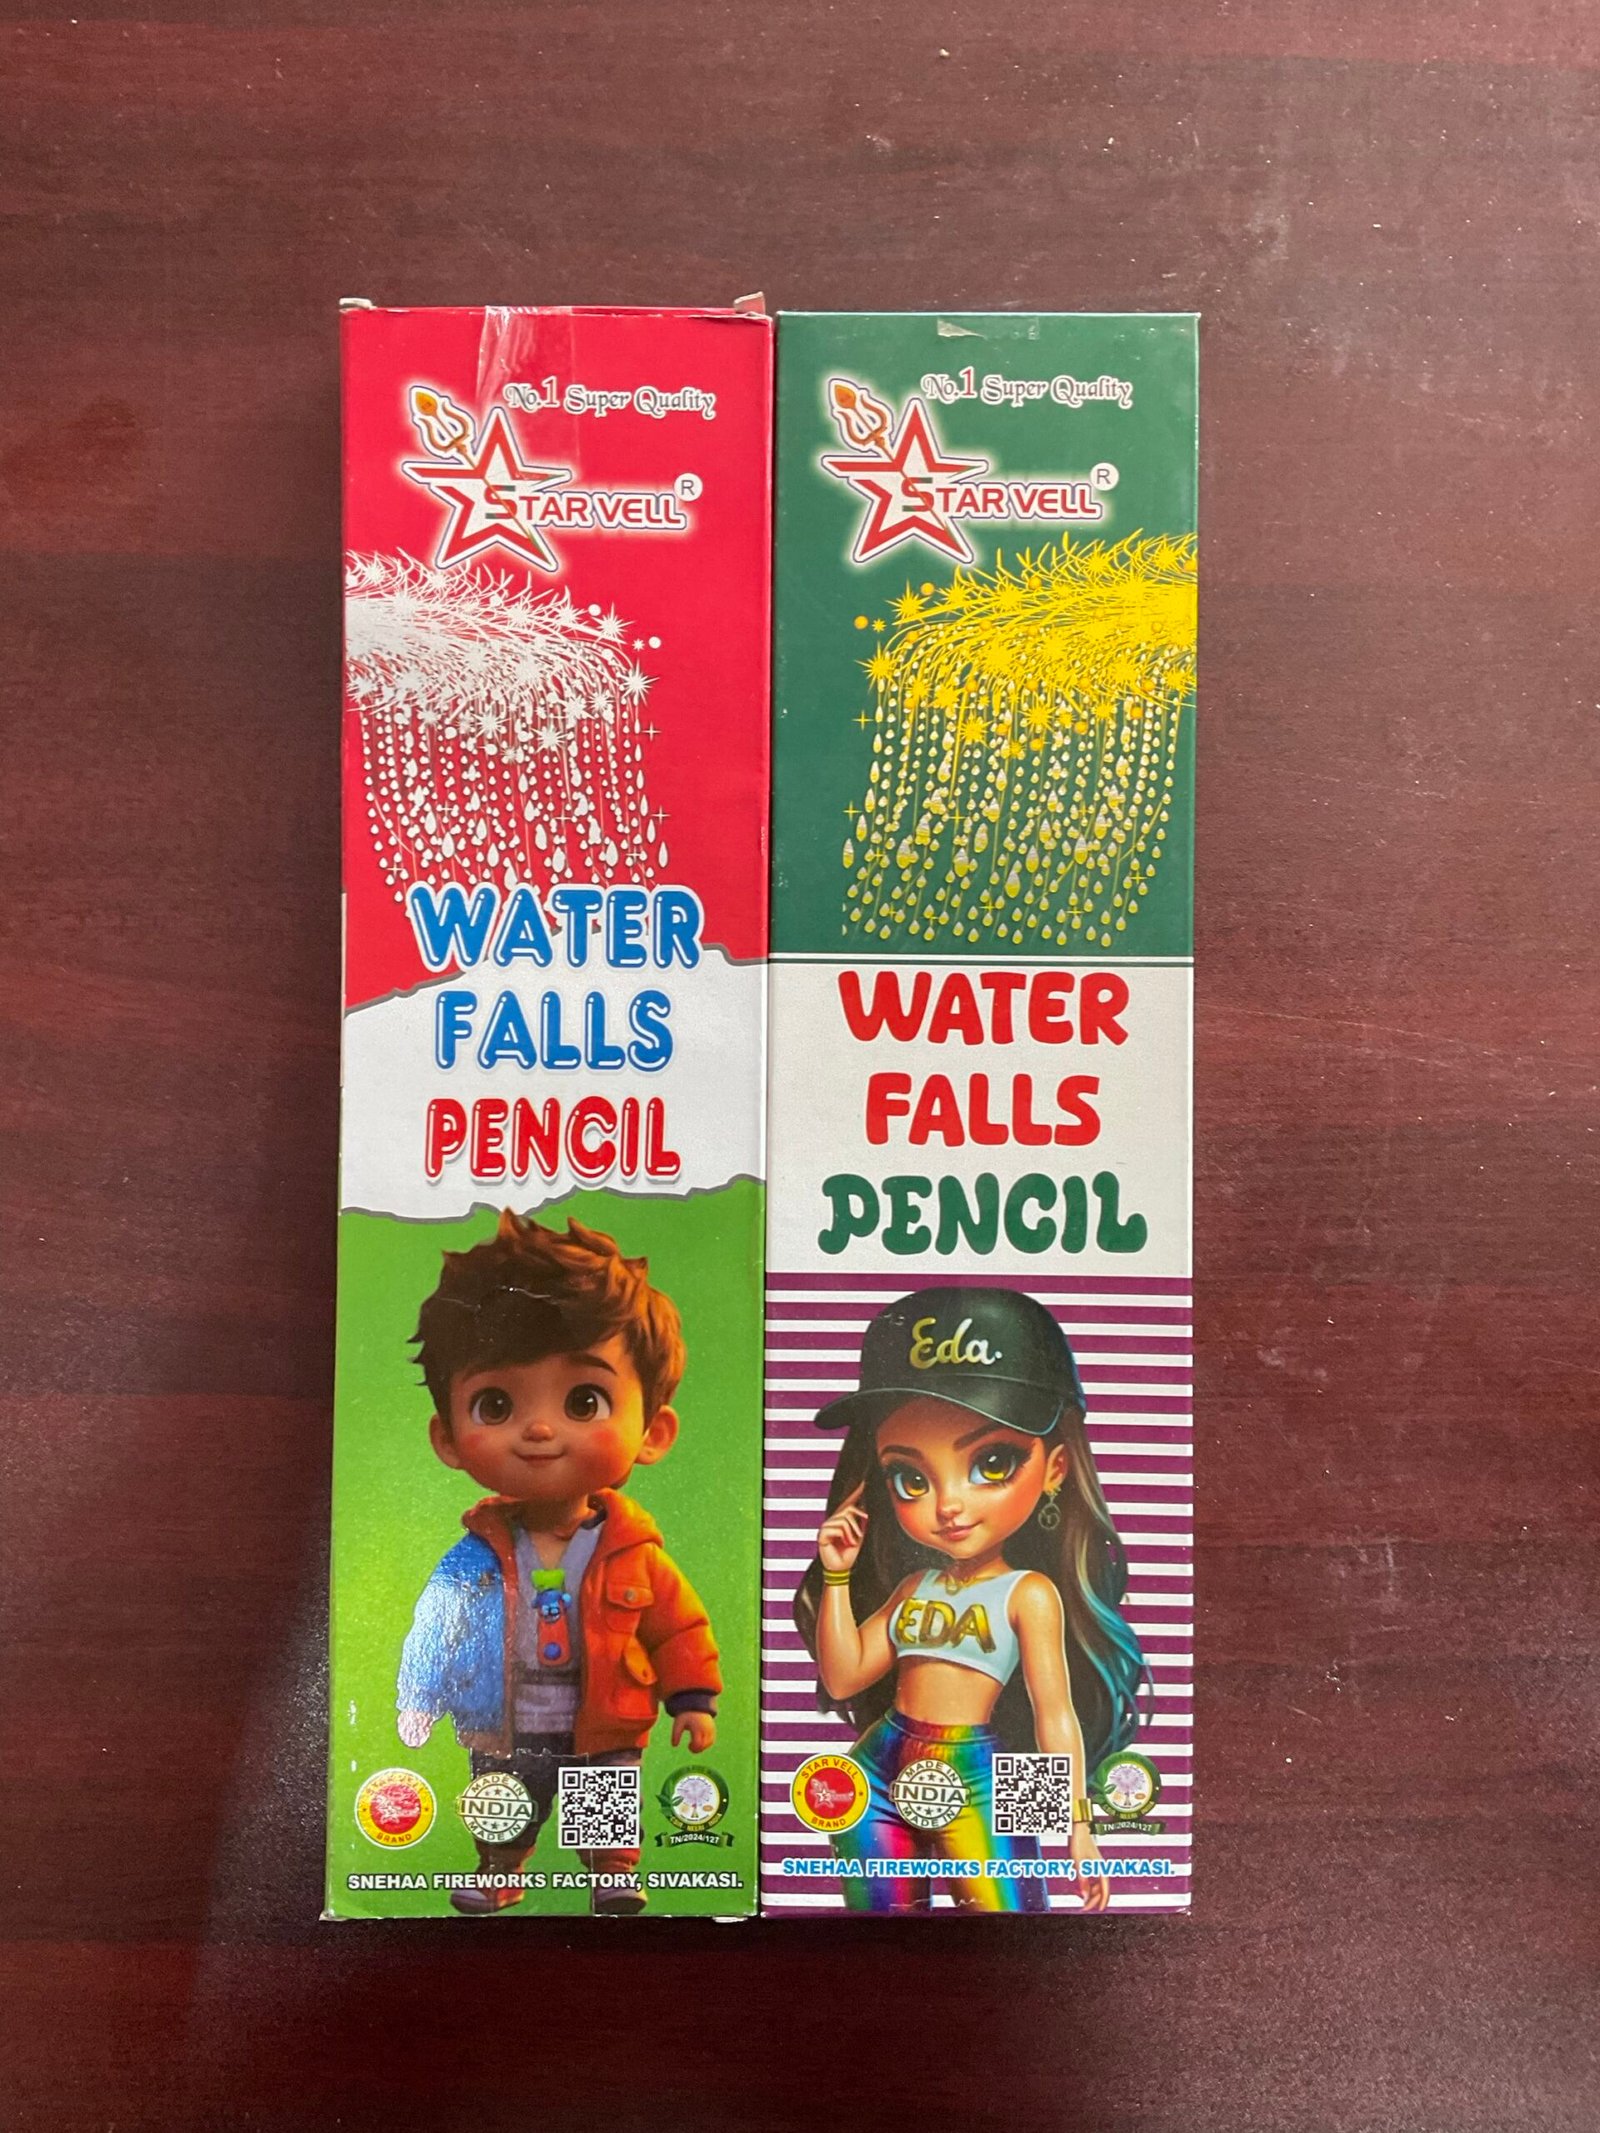 No.1 Super Quality
STAR VELL R
WATER
FALLS
PENCIL
MADE IN
INDIA
MADE IN
TN/2024/127
SNEHAA FIREWORKS FACTORY, SIVAKASI.
No.1 Super Quality
STAR VELL R
WATER
FALLS
PENCIL
Eda.
EDA
STAR VELL
BRAND
MADE IN
INDIA
MADE IN
TN/2024/127
SNEHAA FIREWORKS FACTORY, SIVAKASI.